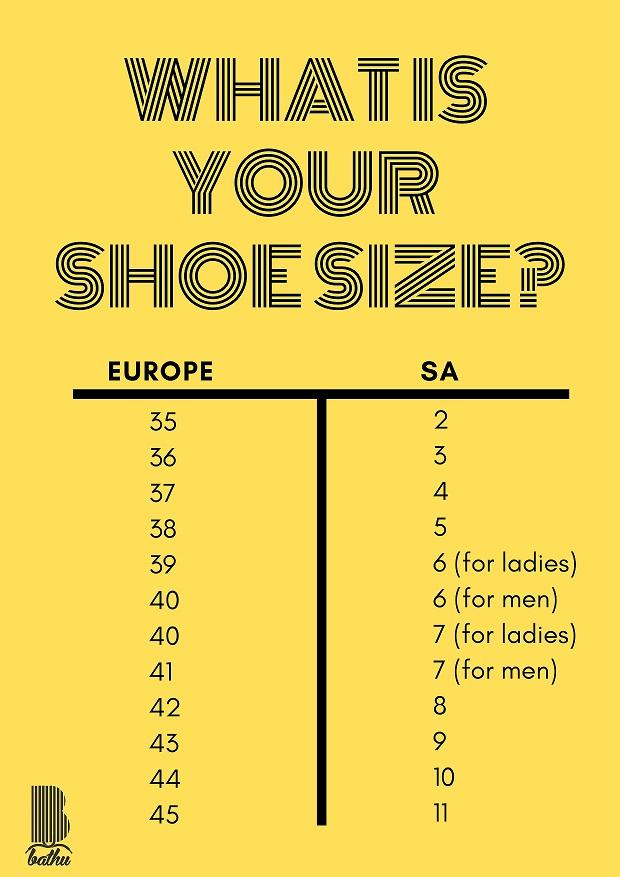 WHAT IS
YOUR
SHOE SIZE?
EUROPE SA
35 2
36 3
37 4
38 5
39 6 (for ladies)
40 6 (for men)
40 7 (for ladies)
41 7 (for men)
42 8
43 9
44 10
45 11
B
bathu